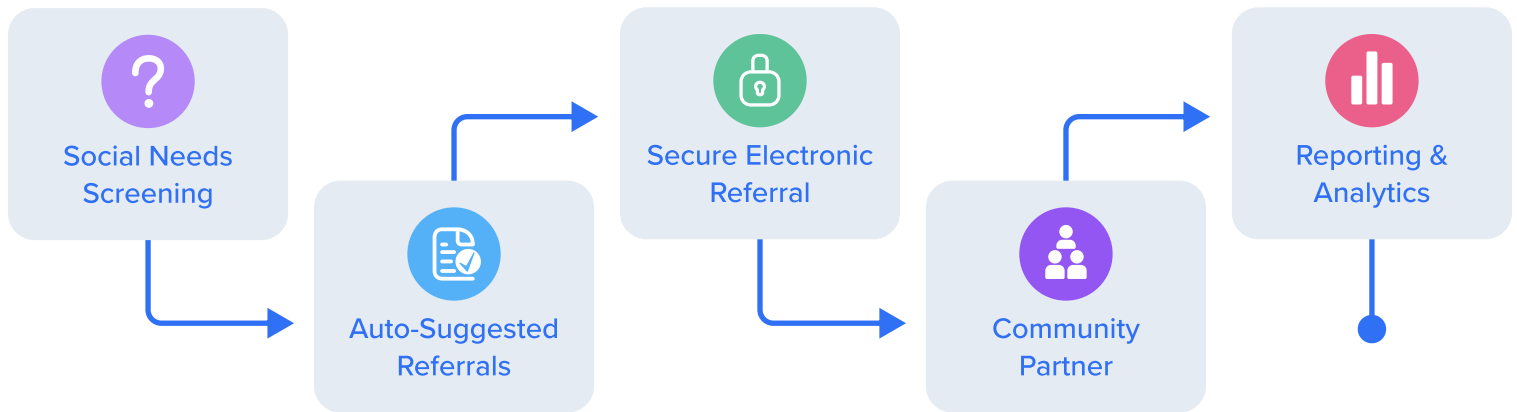 Social Needs
Screening
Auto-Suggested
Referrals
Secure Electronic
Referral
Community
Partner
Reporting &
Analytics